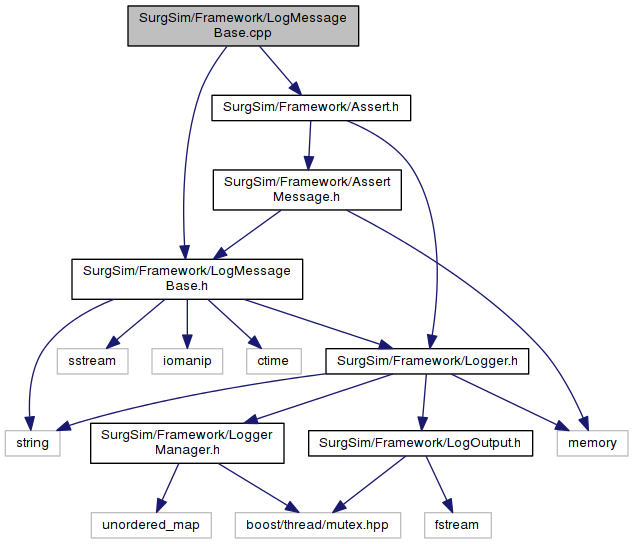 SurgSim/Framework/LogMessage
Base.cpp
SurgSim/Framework/Assert.h
SurgSim/Framework/Assert
Message.h
SurgSim/Framework/LogMessage
Base.h
sstream
iomanip
ctime
SurgSim/Framework/Logger.h
string
SurgSim/Framework/Logger
Manager.h
SurgSim/Framework/LogOutput.h
memory
unordered_map
boost/thread/mutex.hpp
fstream